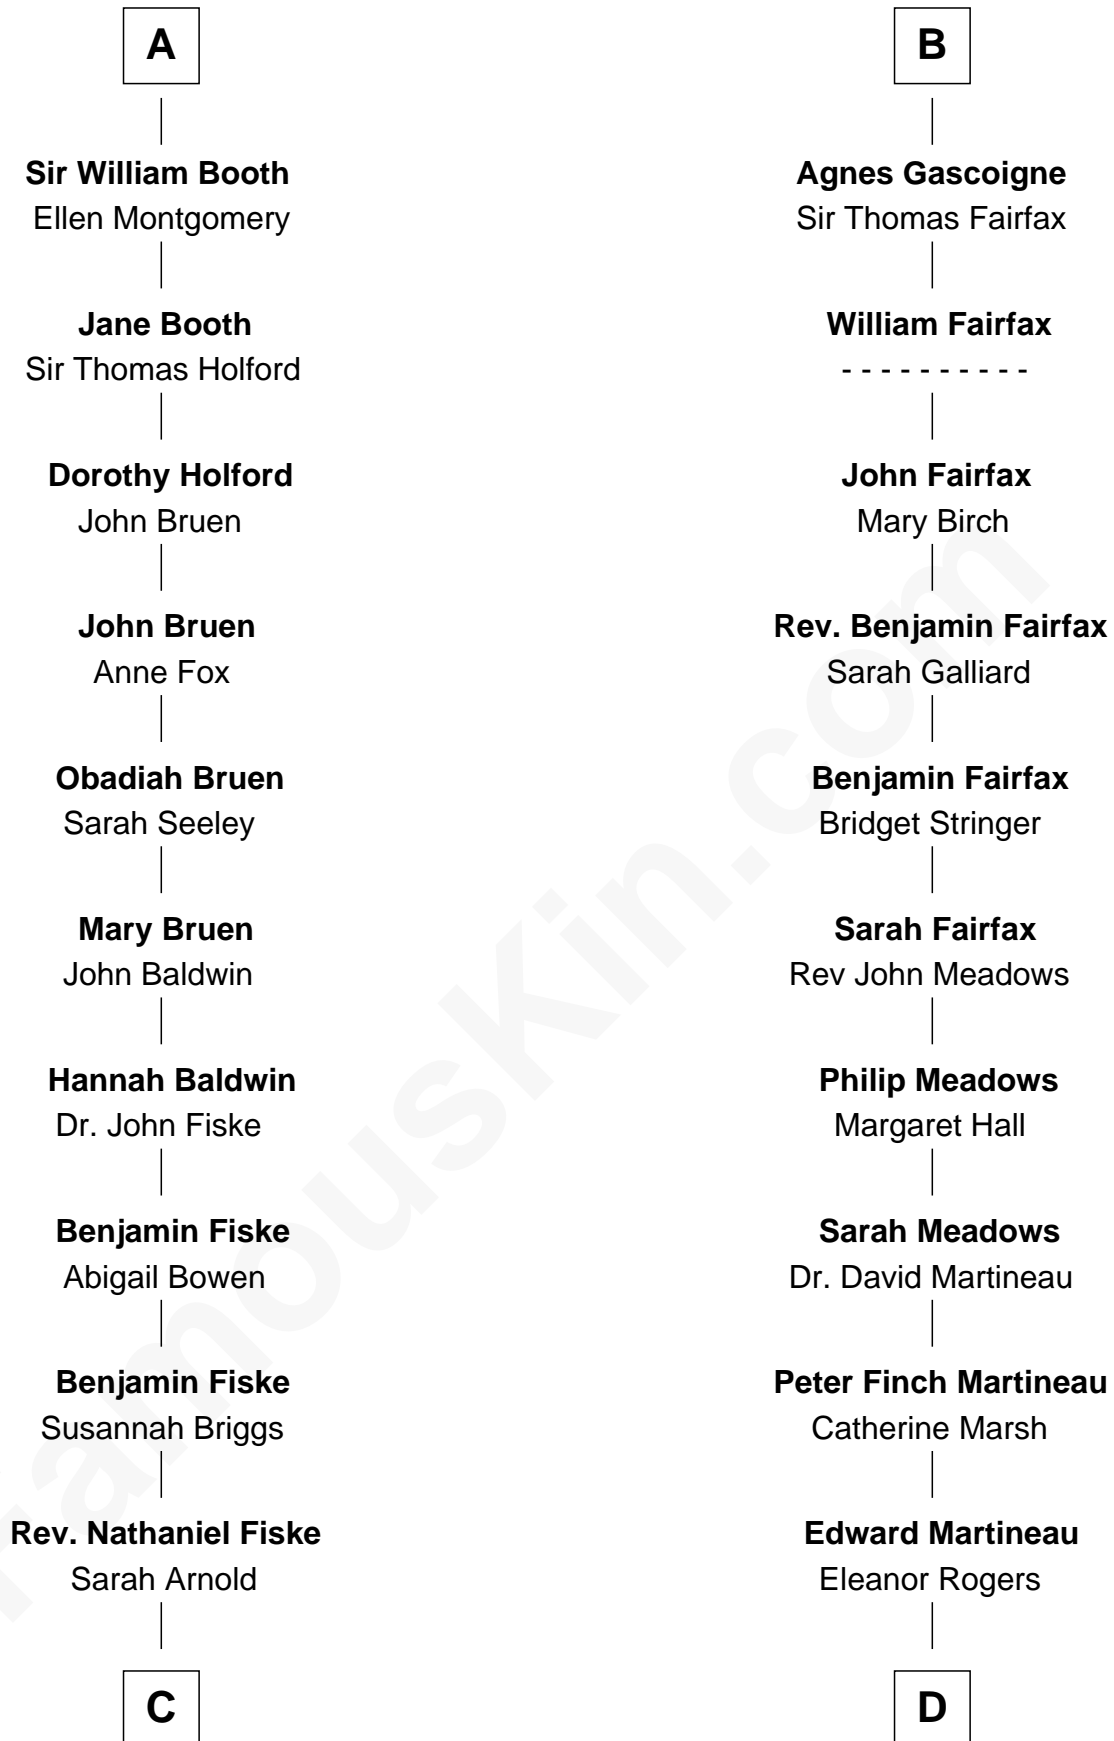 A
Sir William Booth
Ellen Montgomery
Jane Booth
Sir Thomas Holford
Dorothy Holford
John Bruen
John Bruen
Anne Fox
Obadiah Bruen
Sarah Seeley
Mary Bruen
John Baldwin
Hannah Baldwin
Dr. John Fiske
Benjamin Fiske
Abigail Bowen
Benjamin Fiske
Susannah Briggs
Rev. Nathaniel Fiske
Sarah Arnold
C
B
Agnes Gascoigne
Sir Thomas Fairfax
William Fairfax
- - - - - - - - - -
John Fairfax
Mary Birch
Rev. Benjamin Fairfax
Sarah Galliard
Benjamin Fairfax
Bridget Stringer
Sarah Fairfax
Rev John Meadows
Philip Meadows
Margaret Hall
Sarah Meadows
Dr. David Martineau
Peter Finch Martineau
Catherine Marsh
Edward Martineau
Eleanor Rogers
D
FamousKin.com